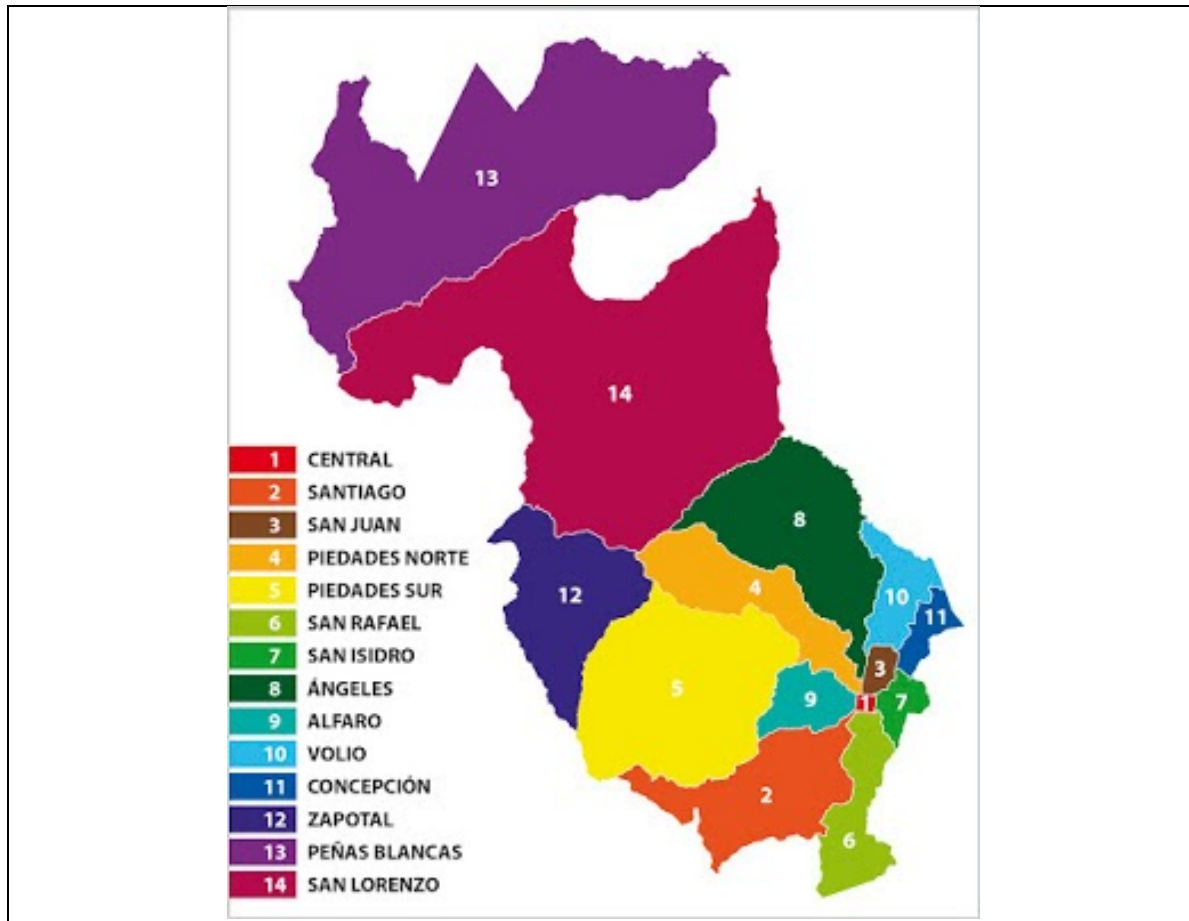 13
14
8
4
12
10
11
3
5
9
1
7
2
6
1 CENTRAL
2 SANTIAGO
3 SAN JUAN
4 PIEDADES NORTE
5 PIEDADES SUR
6 SAN RAFAEL
7 SAN ISIDRO
8 ÁNGELES
9 ALFARO
10 VOLIO
11 CONCEPCIÓN
12 ZAPOTAL
13 PEÑAS BLANCAS
14 SAN LORENZO